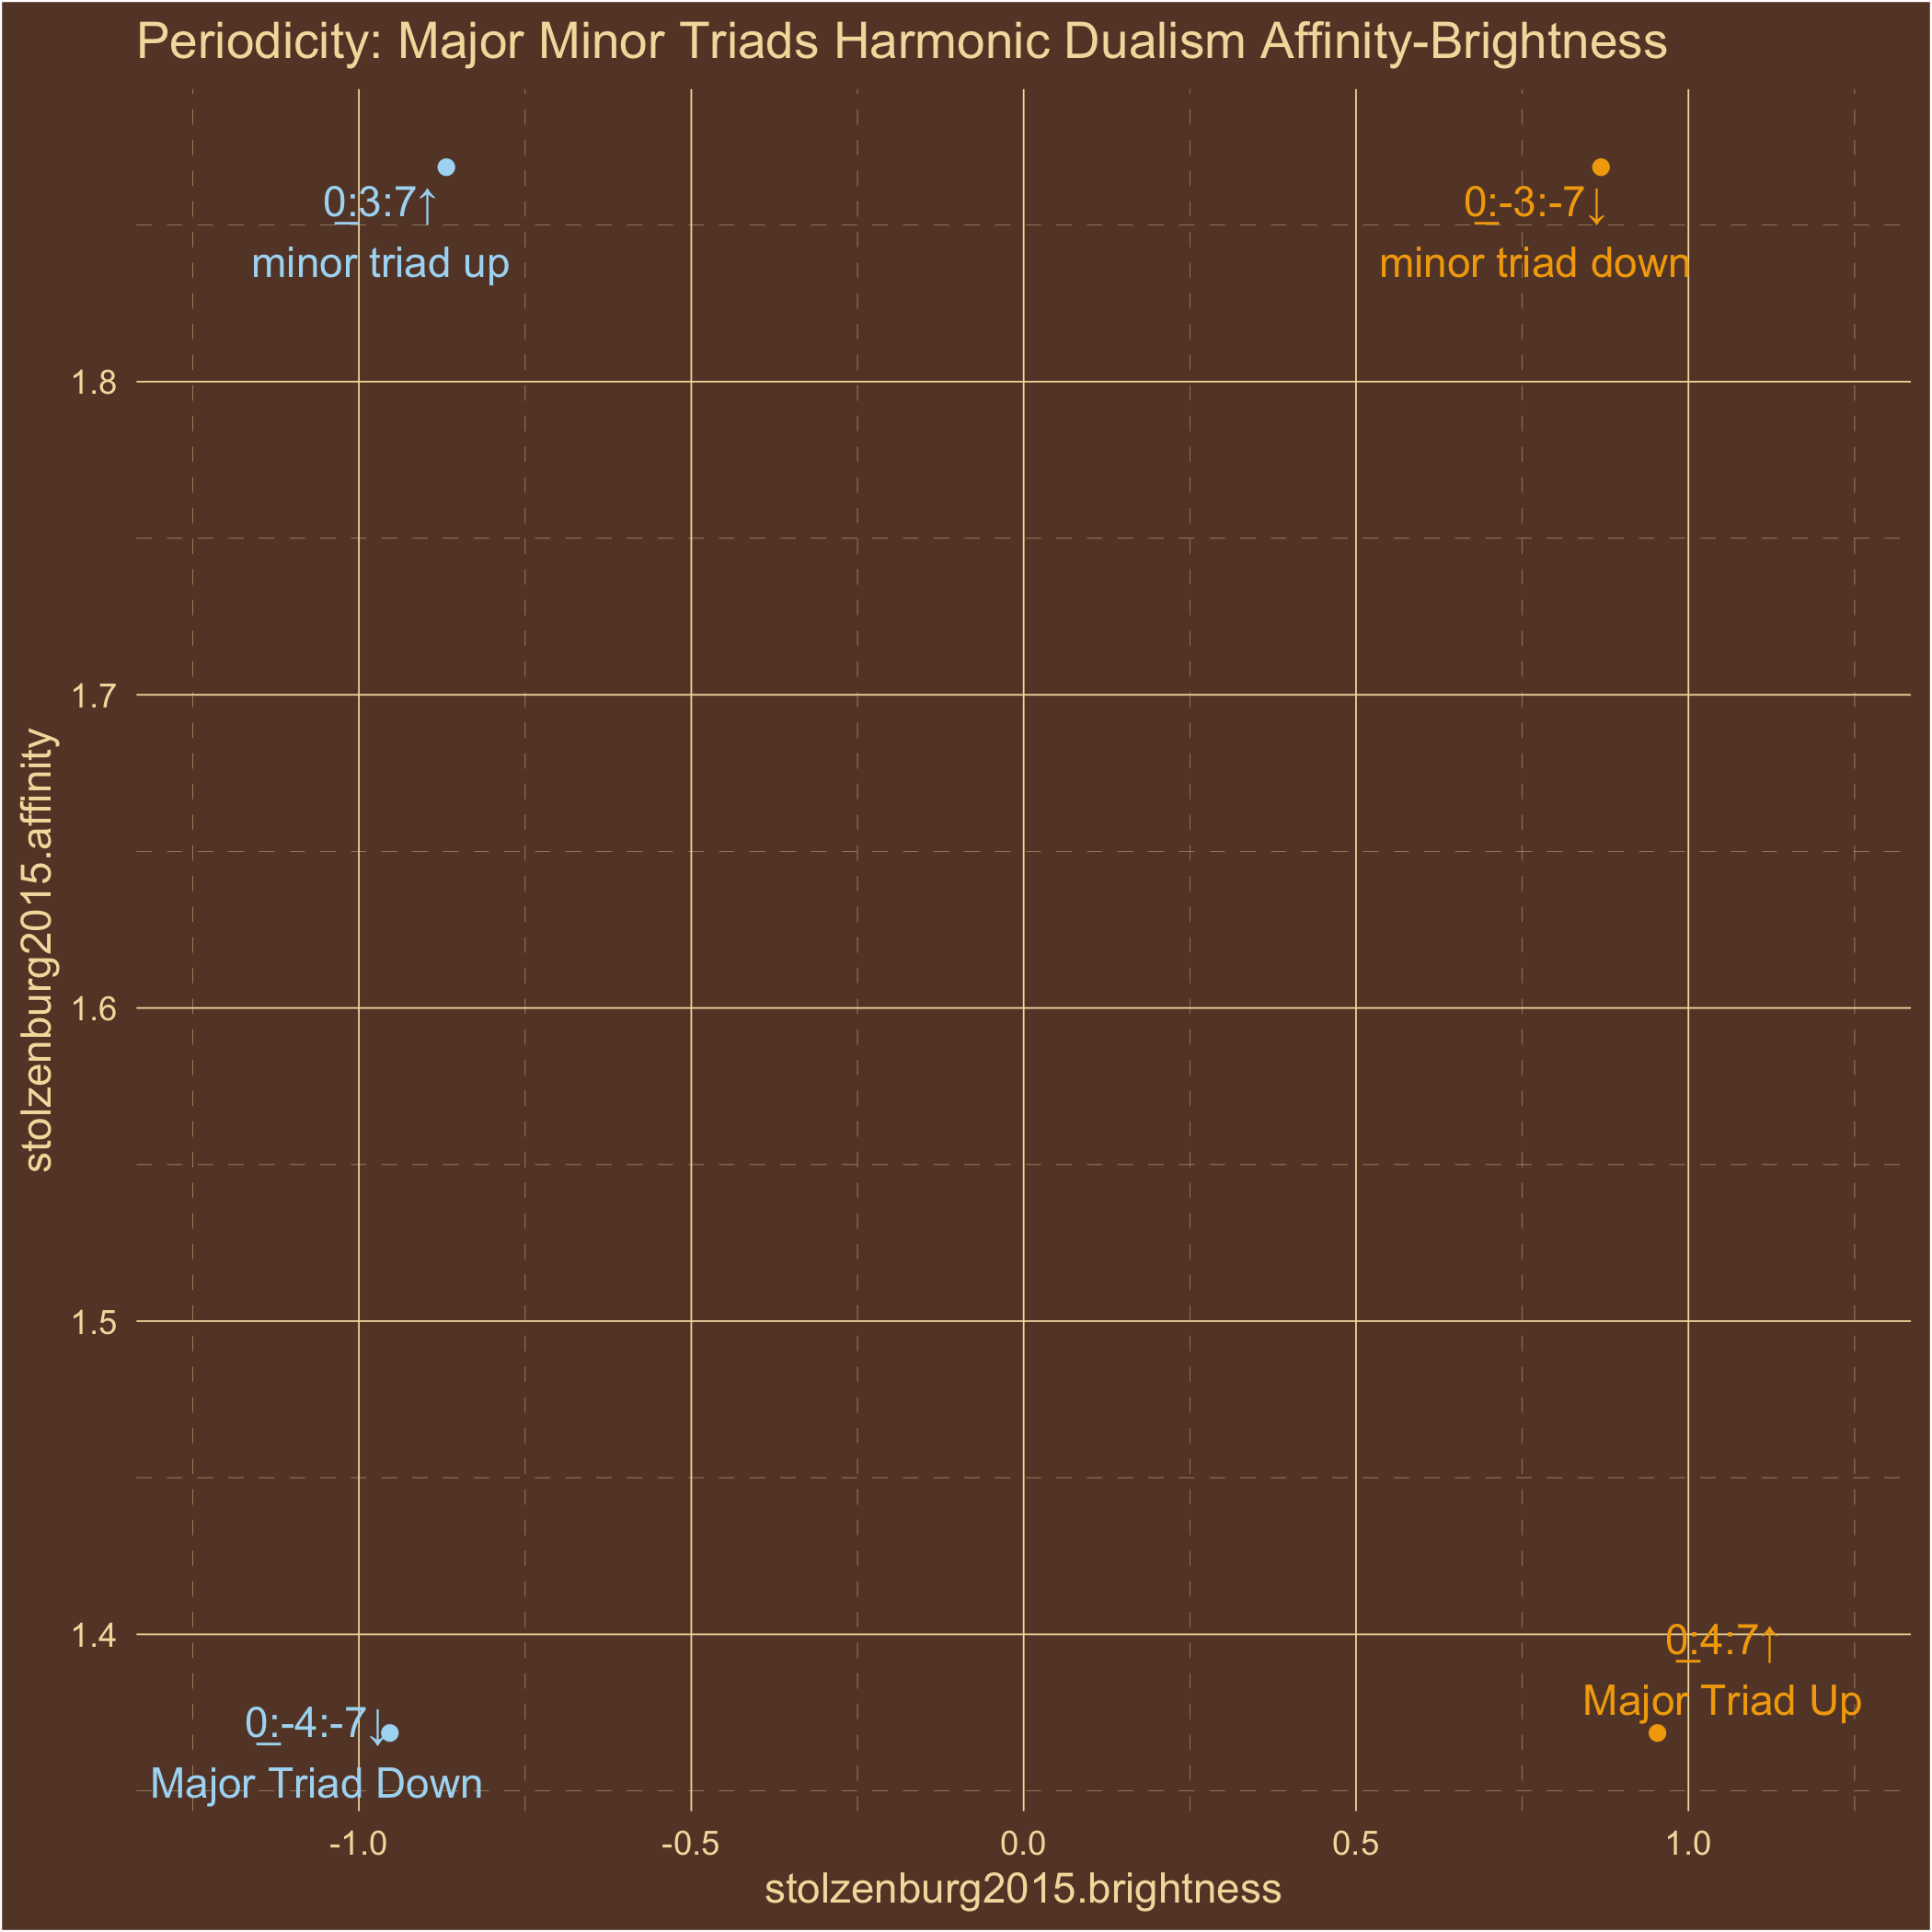 Periodicity: Major Minor Triads Harmonic Dualism Affinity-Brightness
0:3:7↑
minor triad up
0:-3:-7↓
minor triad down
1.8
1.7
1.6
1.5
1.4
stolzenburg2015.affinity
0:4:7↑
Major Triad Up
0:-4:-7↓
Major Triad Down
-1.0
-0.5
0.0
0.5
1.0
stolzenburg2015.brightness